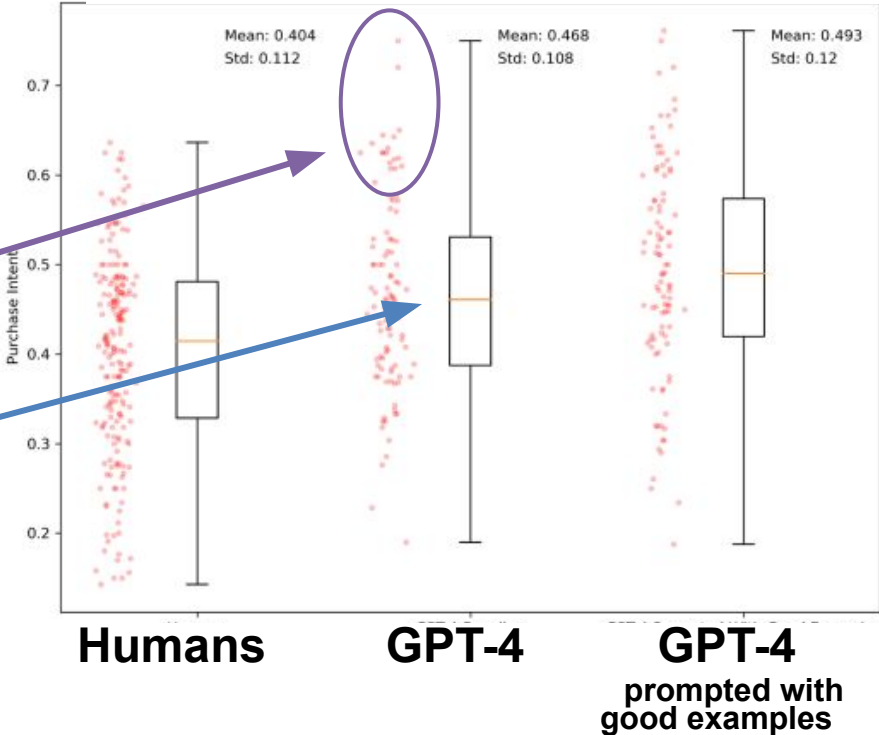 Mean: 0.404
Std: 0.112
Mean: 0.468
Std: 0.108
Mean: 0.493
Std: 0.12
0.7
0.6
0.5
0.4
0.3
0.2
Purchase Intent
Humans
GPT-4
GPT-4
prompted with
good examples